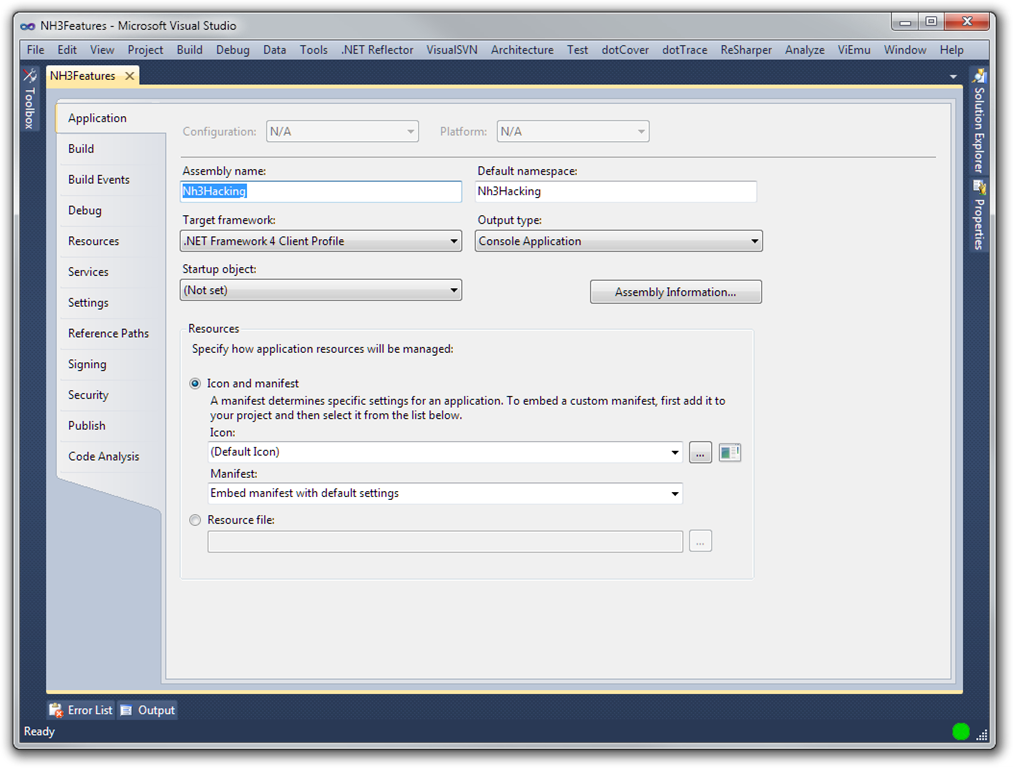 NH3Features - Microsoft Visual Studio
File Edit View Project Build Debug Data Tools .NET Reflector VisualSVN Architecture Test dotCover dotTrace ReSharper Analyze ViEmu Window Help
Toolbox
NH3Features
Solution Explorer
Properties
Application
Build
Build Events
Debug
Resources
Services
Settings
Reference Paths
Signing
Security
Publish
Code Analysis
Configuration: N/A Platform: N/A
Assembly name: Default namespace:
Nh3Hacking Nh3Hacking
Target framework: Output type:
.NET Framework 4 Client Profile Console Application
Startup object:
(Not set) Assembly Information...
Resources
Specify how application resources will be managed:
Icon and manifest
A manifest determines specific settings for an application. To embed a custom manifest, first add it to
your project and then select it from the list below.
Icon:
(Default Icon) ...
Manifest:
Embed manifest with default settings
Resource file:
...
Error List Output
Ready